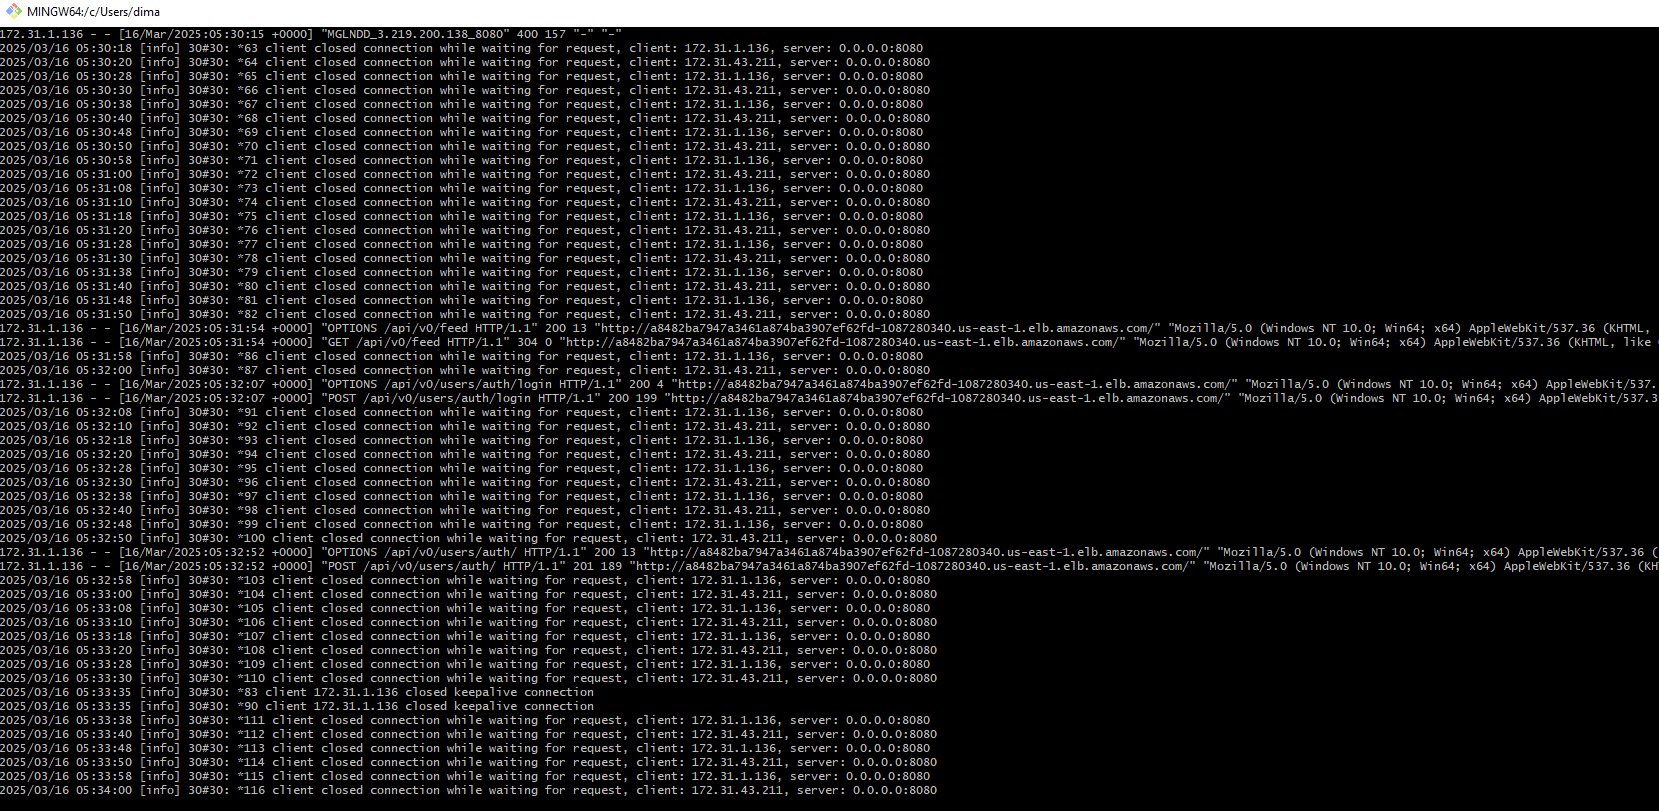 MINGW64:/c/Users/dima
172.31.1.136 - - [16/Mar/2025:05:30:15 +0000] "MGLNDD_3.219.200.138_8080" 400 157 "-" "-"
2025/03/16 05:30:18 [info] 30#30: *63 client closed connection while waiting for request, client: 172.31.1.136, server: 0.0.0.0:8080
2025/03/16 05:30:20 [info] 30#30: *64 client closed connection while waiting for request, client: 172.31.43.211, server: 0.0.0.0:8080
2025/03/16 05:30:28 [info] 30#30: *65 client closed connection while waiting for request, client: 172.31.1.136, server: 0.0.0.0:8080
2025/03/16 05:30:30 [info] 30#30: *66 client closed connection while waiting for request, client: 172.31.43.211, server: 0.0.0.0:8080
2025/03/16 05:30:38 [info] 30#30: *67 client closed connection while waiting for request, client: 172.31.1.136, server: 0.0.0.0:8080
2025/03/16 05:30:40 [info] 30#30: *68 client closed connection while waiting for request, client: 172.31.43.211, server: 0.0.0.0:8080
2025/03/16 05:30:48 [info] 30#30: *69 client closed connection while waiting for request, client: 172.31.1.136, server: 0.0.0.0:8080
2025/03/16 05:30:50 [info] 30#30: *70 client closed connection while waiting for request, client: 172.31.43.211, server: 0.0.0.0:8080
2025/03/16 05:30:58 [info] 30#30: *71 client closed connection while waiting for request, client: 172.31.1.136, server: 0.0.0.0:8080
2025/03/16 05:31:00 [info] 30#30: *72 client closed connection while waiting for request, client: 172.31.43.211, server: 0.0.0.0:8080
2025/03/16 05:31:08 [info] 30#30: *73 client closed connection while waiting for request, client: 172.31.1.136, server: 0.0.0.0:8080
2025/03/16 05:31:10 [info] 30#30: *74 client closed connection while waiting for request, client: 172.31.43.211, server: 0.0.0.0:8080
2025/03/16 05:31:18 [info] 30#30: *75 client closed connection while waiting for request, client: 172.31.1.136, server: 0.0.0.0:8080
2025/03/16 05:31:20 [info] 30#30: *76 client closed connection while waiting for request, client: 172.31.43.211, server: 0.0.0.0:8080
2025/03/16 05:31:28 [info] 30#30: *77 client closed connection while waiting for request, client: 172.31.1.136, server: 0.0.0.0:8080
2025/03/16 05:31:30 [info] 30#30: *78 client closed connection while waiting for request, client: 172.31.43.211, server: 0.0.0.0:8080
2025/03/16 05:31:38 [info] 30#30: *79 client closed connection while waiting for request, client: 172.31.1.136, server: 0.0.0.0:8080
2025/03/16 05:31:40 [info] 30#30: *80 client closed connection while waiting for request, client: 172.31.43.211, server: 0.0.0.0:8080
2025/03/16 05:31:48 [info] 30#30: *81 client closed connection while waiting for request, client: 172.31.1.136, server: 0.0.0.0:8080
2025/03/16 05:31:50 [info] 30#30: *82 client closed connection while waiting for request, client: 172.31.43.211, server: 0.0.0.0:8080
172.31.1.136 - - [16/Mar/2025:05:31:54 +0000] "OPTIONS /api/v0/feed HTTP/1.1" 200 13 "http://a8482ba7947a3461a874ba3907ef62fd-1087280340.us-east-1.elb.amazonaws.com/" "Mozilla/5.0 (Windows NT 10.0; Win64; x64) AppleWebKit/537.36 (KHTML,
172.31.1.136 - - [16/Mar/2025:05:31:54 +0000] "GET /api/v0/feed HTTP/1.1" 304 0 "http://a8482ba7947a3461a874ba3907ef62fd-1087280340.us-east-1.elb.amazonaws.com/" "Mozilla/5.0 (Windows NT 10.0; Win64; x64) AppleWebKit/537.36 (KHTML, like
2025/03/16 05:31:58 [info] 30#30: *86 client closed connection while waiting for request, client: 172.31.1.136, server: 0.0.0.0:8080
2025/03/16 05:32:00 [info] 30#30: *87 client closed connection while waiting for request, client: 172.31.43.211, server: 0.0.0.0:8080
172.31.1.136 - - [16/Mar/2025:05:32:07 +0000] "OPTIONS /api/v0/users/auth/login HTTP/1.1" 200 4 "http://a8482ba7947a3461a874ba3907ef62fd-1087280340.us-east-1.elb.amazonaws.com/" "Mozilla/5.0 (Windows NT 10.0; Win64; x64) AppleWebKit/537.
172.31.1.136 - - [16/Mar/2025:05:32:07 +0000] "POST /api/v0/users/auth/login HTTP/1.1" 200 199 "http://a8482ba7947a3461a874ba3907ef62fd-1087280340.us-east-1.elb.amazonaws.com/" "Mozilla/5.0 (Windows NT 10.0; Win64; x64) AppleWebKit/537.3
2025/03/16 05:32:08 [info] 30#30: *91 client closed connection while waiting for request, client: 172.31.1.136, server: 0.0.0.0:8080
2025/03/16 05:32:10 [info] 30#30: *92 client closed connection while waiting for request, client: 172.31.43.211, server: 0.0.0.0:8080
2025/03/16 05:32:18 [info] 30#30: *93 client closed connection while waiting for request, client: 172.31.1.136, server: 0.0.0.0:8080
2025/03/16 05:32:20 [info] 30#30: *94 client closed connection while waiting for request, client: 172.31.43.211, server: 0.0.0.0:8080
2025/03/16 05:32:28 [info] 30#30: *95 client closed connection while waiting for request, client: 172.31.1.136, server: 0.0.0.0:8080
2025/03/16 05:32:30 [info] 30#30: *96 client closed connection while waiting for request, client: 172.31.43.211, server: 0.0.0.0:8080
2025/03/16 05:32:38 [info] 30#30: *97 client closed connection while waiting for request, client: 172.31.1.136, server: 0.0.0.0:8080
2025/03/16 05:32:40 [info] 30#30: *98 client closed connection while waiting for request, client: 172.31.43.211, server: 0.0.0.0:8080
2025/03/16 05:32:48 [info] 30#30: *99 client closed connection while waiting for request, client: 172.31.1.136, server: 0.0.0.0:8080
2025/03/16 05:32:50 [info] 30#30: *100 client closed connection while waiting for request, client: 172.31.43.211, server: 0.0.0.0:8080
172.31.1.136 - - [16/Mar/2025:05:32:52 +0000] "OPTIONS /api/v0/users/auth/ HTTP/1.1" 200 13 "http://a8482ba7947a3461a874ba3907ef62fd-1087280340.us-east-1.elb.amazonaws.com/" "Mozilla/5.0 (Windows NT 10.0; Win64; x64) AppleWebKit/537.36 (
172.31.1.136 - - [16/Mar/2025:05:32:52 +0000] "POST /api/v0/users/auth/ HTTP/1.1" 201 189 "http://a8482ba7947a3461a874ba3907ef62fd-1087280340.us-east-1.elb.amazonaws.com/" "Mozilla/5.0 (Windows NT 10.0; Win64; x64) AppleWebKit/537.36 (KH
2025/03/16 05:32:58 [info] 30#30: *103 client closed connection while waiting for request, client: 172.31.1.136, server: 0.0.0.0:8080
2025/03/16 05:33:00 [info] 30#30: *104 client closed connection while waiting for request, client: 172.31.43.211, server: 0.0.0.0:8080
2025/03/16 05:33:08 [info] 30#30: *105 client closed connection while waiting for request, client: 172.31.1.136, server: 0.0.0.0:8080
2025/03/16 05:33:10 [info] 30#30: *106 client closed connection while waiting for request, client: 172.31.43.211, server: 0.0.0.0:8080
2025/03/16 05:33:18 [info] 30#30: *107 client closed connection while waiting for request, client: 172.31.1.136, server: 0.0.0.0:8080
2025/03/16 05:33:20 [info] 30#30: *108 client closed connection while waiting for request, client: 172.31.43.211, server: 0.0.0.0:8080
2025/03/16 05:33:28 [info] 30#30: *109 client closed connection while waiting for request, client: 172.31.1.136, server: 0.0.0.0:8080
2025/03/16 05:33:30 [info] 30#30: *110 client closed connection while waiting for request, client: 172.31.43.211, server: 0.0.0.0:8080
2025/03/16 05:33:35 [info] 30#30: *83 client 172.31.1.136 closed keepalive connection
2025/03/16 05:33:35 [info] 30#30: *90 client 172.31.1.136 closed keepalive connection
2025/03/16 05:33:38 [info] 30#30: *111 client closed connection while waiting for request, client: 172.31.1.136, server: 0.0.0.0:8080
2025/03/16 05:33:40 [info] 30#30: *112 client closed connection while waiting for request, client: 172.31.43.211, server: 0.0.0.0:8080
2025/03/16 05:33:48 [info] 30#30: *113 client closed connection while waiting for request, client: 172.31.1.136, server: 0.0.0.0:8080
2025/03/16 05:33:50 [info] 30#30: *114 client closed connection while waiting for request, client: 172.31.43.211, server: 0.0.0.0:8080
2025/03/16 05:33:58 [info] 30#30: *115 client closed connection while waiting for request, client: 172.31.1.136, server: 0.0.0.0:8080
2025/03/16 05:34:00 [info] 30#30: *116 client closed connection while waiting for request, client: 172.31.43.211, server: 0.0.0.0:8080